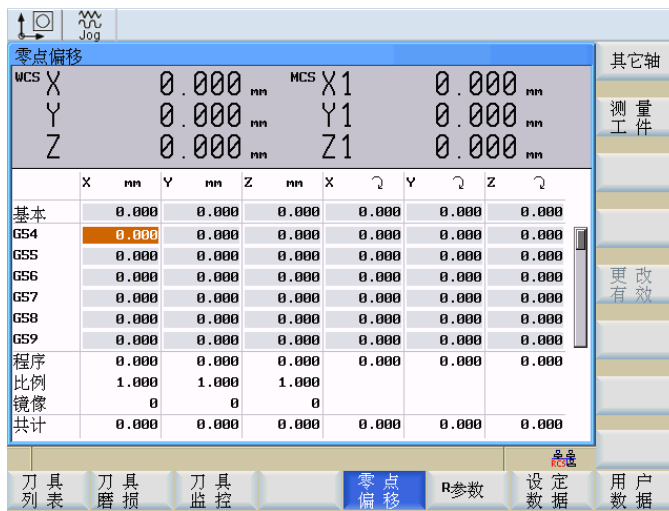 Jog
零点偏移
WCS X 0.000 mm MCS X1 0.000 mm
Y 0.000 mm Y1 0.000 mm
Z 0.000 mm Z1 0.000 mm
X mm Y mm Z mm X Y Z
基本 0.000 0.000 0.000 0.000 0.000 0.000
G54 0.000 0.000 0.000 0.000 0.000 0.000
G55 0.000 0.000 0.000 0.000 0.000 0.000
G56 0.000 0.000 0.000 0.000 0.000 0.000
G57 0.000 0.000 0.000 0.000 0.000 0.000
G58 0.000 0.000 0.000 0.000 0.000 0.000
G59 0.000 0.000 0.000 0.000 0.000 0.000
程序 0.000 0.000 0.000 0.000 0.000 0.000
比例 1.000 1.000 1.000
镜像 0 0 0
共计 0.000 0.000 0.000 0.000 0.000 0.000
其它轴
测量
工件
更改
有效
RCS
刀具
列表
刀具
磨损
刀具
监控
零点
偏移
R参数
设定
数据
用户
数据